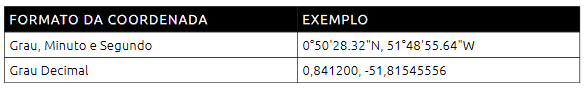 FORMATO DA COORDENADA EXEMPLO
Grau, Minuto e Segundo 0°50'28.32"N, 51°48'55.64"W
Grau Decimal 0,841200, -51,81545556